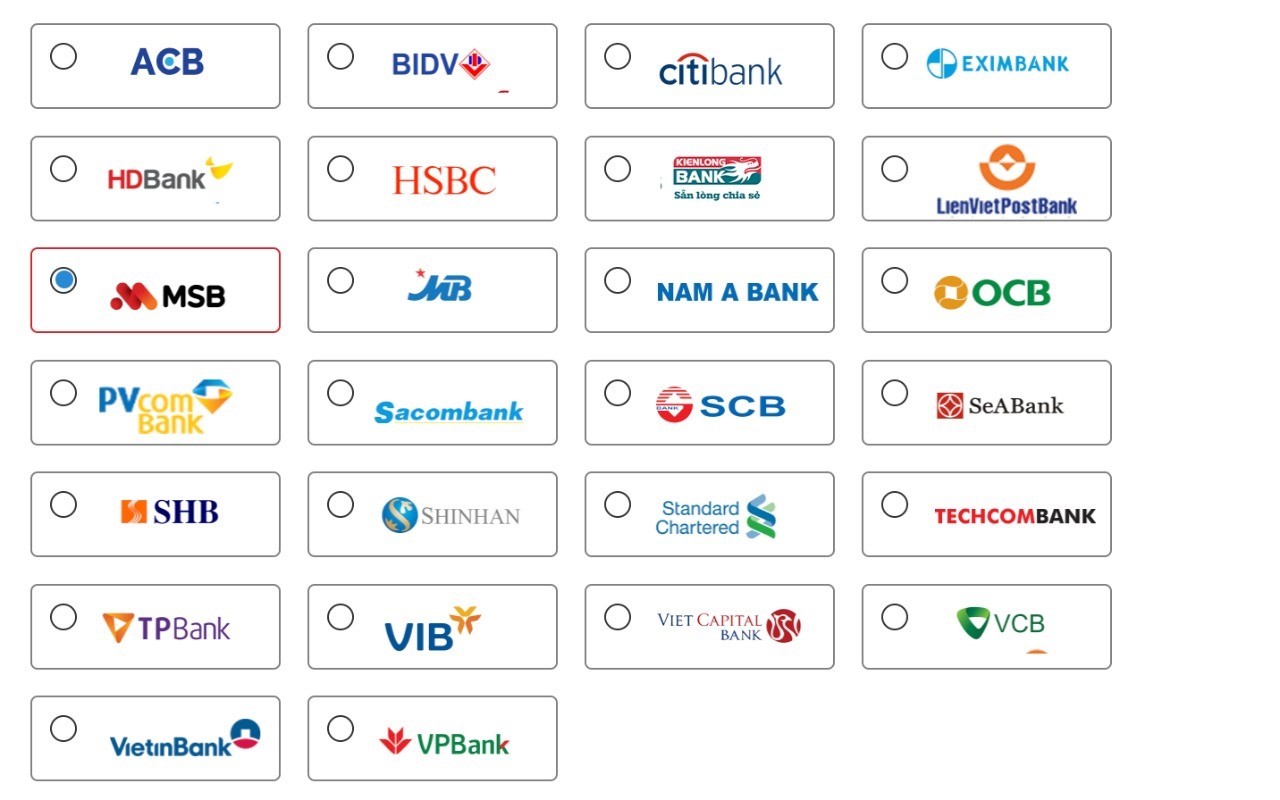 ACB
BIDV
citibank
EXIMBANK
HDBank
HSBC
KIENLONG
BANK
Sẵn lòng chia sẻ
LienVietPostBank
MSB
MB
NAM A BANK
OCB
PVcom
Bank
Sacombank
BANK
SCB
SeABank
SHB
SHINHAN
Standard
Chartered
TECHCOMBANK
TPBank
VIB
VIET CAPITAL
BANK
VCB
VietinBank
VPBank